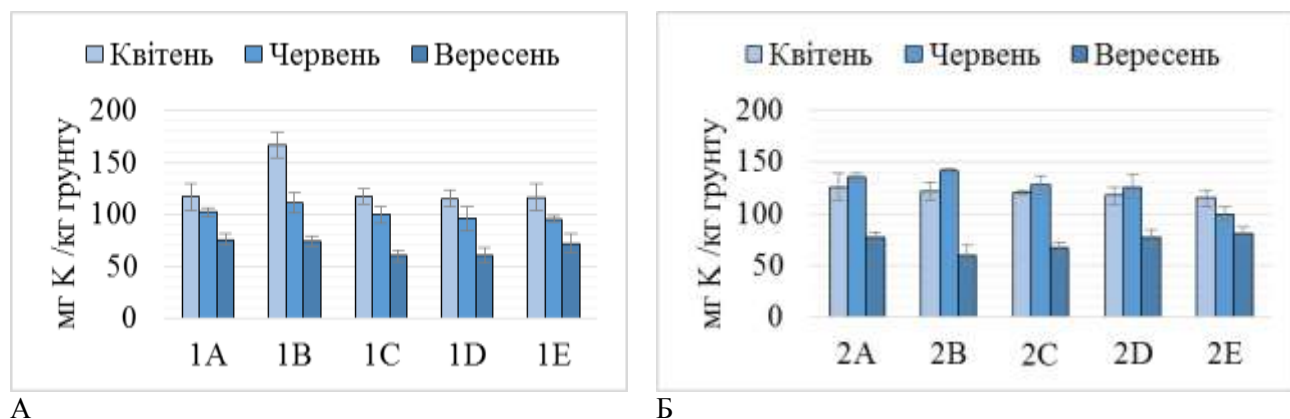 Квітень Червень Вересень
мг К /кг грунту
200
150
100
50
0
1A 1B 1C 1D 1E
А
Квітень Червень Вересень
мг К /кг грунту
200
150
100
50
0
2A 2B 2C 2D 2E
Б